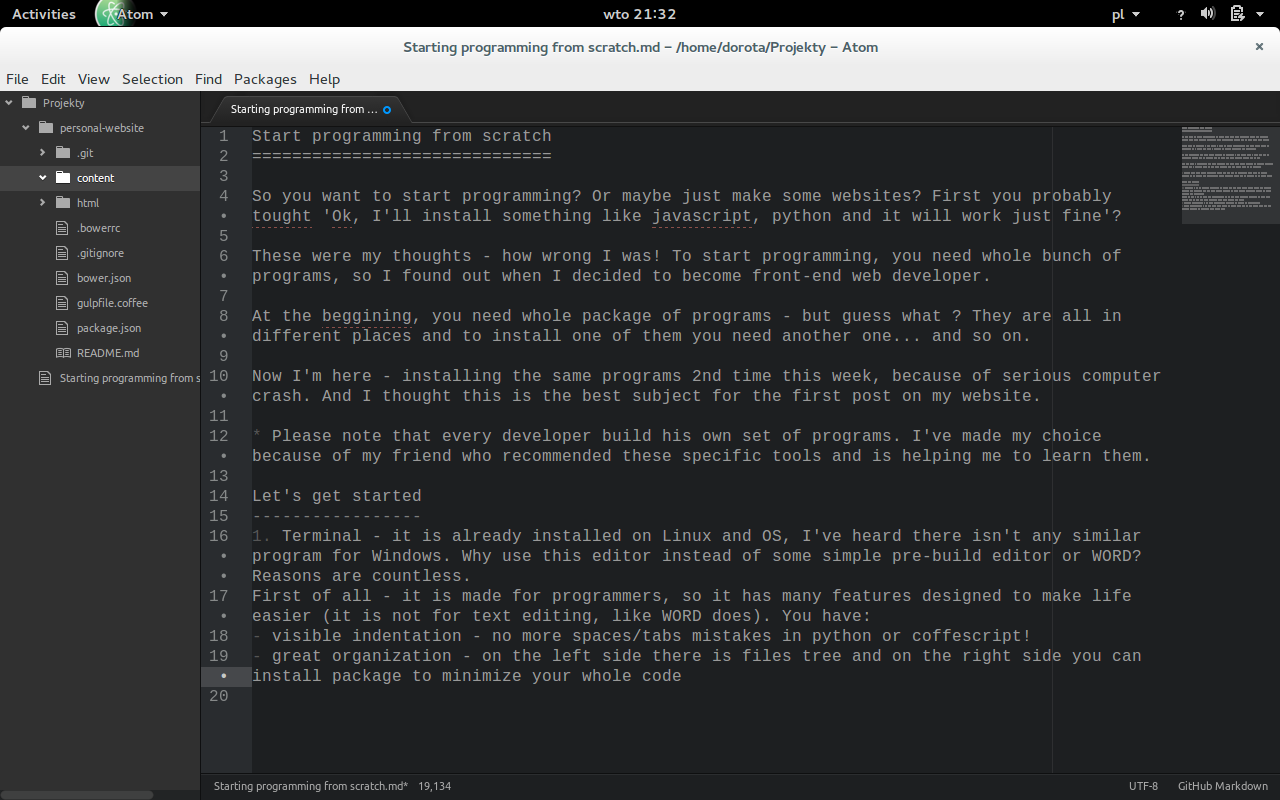 Activities Atom wto 21:32 pl ?
Starting programming from scratch.md - /home/dorota/Projekty - Atom ×
File Edit View Selection Find Packages Help
Projekty
personal-website
.git
content
html
.bowerrc
.gitignore
bower.json
gulpfile.coffee
package.json
README.md
Starting programming from s
Starting programming from ...
1 Start programming from scratch
2 ==============================
3
4 So you want to start programming? Or maybe just make some websites? First you probably
• tought 'Ok, I'll install something like javascript, python and it will work just fine'?
5
6 These were my thoughts - how wrong I was! To start programming, you need whole bunch of
• programs, so I found out when I decided to become front-end web developer.
7
8 At the beggining, you need whole package of programs - but guess what ? They are all in
• different places and to install one of them you need another one... and so on.
9
10 Now I'm here - installing the same programs 2nd time this week, because of serious computer
• crash. And I thought this is the best subject for the first post on my website.
11
12 * Please note that every developer build his own set of programs. I've made my choice
• because of my friend who recommended these specific tools and is helping me to learn them.
13
14 Let's get started
15 -----------------
16 1. Terminal - it is already installed on Linux and OS, I've heard there isn't any similar
• program for Windows. Why use this editor instead of some simple pre-build editor or WORD?
• Reasons are countless.
17 First of all - it is made for programmers, so it has many features designed to make life
• easier (it is not for text editing, like WORD does). You have:
18 - visible indentation - no more spaces/tabs mistakes in python or coffescript!
19 - great organization - on the left side there is files tree and on the right side you can
• install package to minimize your whole code
20
Starting programming from scratch.md* 19,134 UTF-8 GitHub Markdown